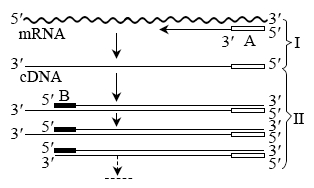 5′ 3′
mRNA 5′
3′ A I
3′ 5′
cDNA
5′ B 3′
3′ 5′ II
5′ 3′
3′ 5′
5′ 3′
3′ 5′